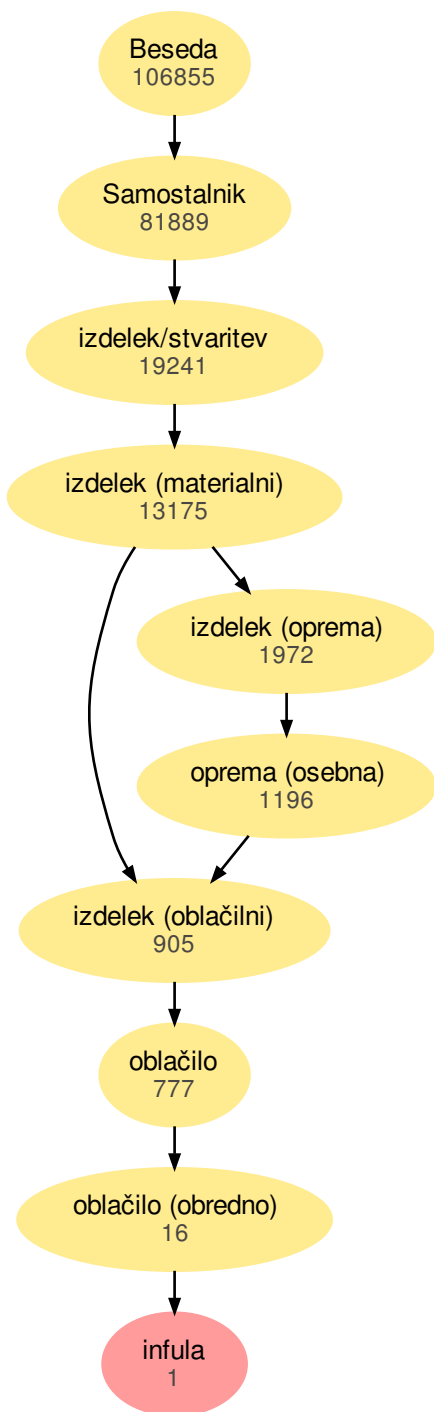 Beseda
106855
Samostalnik
81889
izdelek/stvaritev
19241
izdelek (materialni)
13175
izdelek (oprema)
1972
oprema (osebna)
1196
izdelek (oblačilni)
905
oblačilo
777
oblačilo (obredno)
16
infula
1